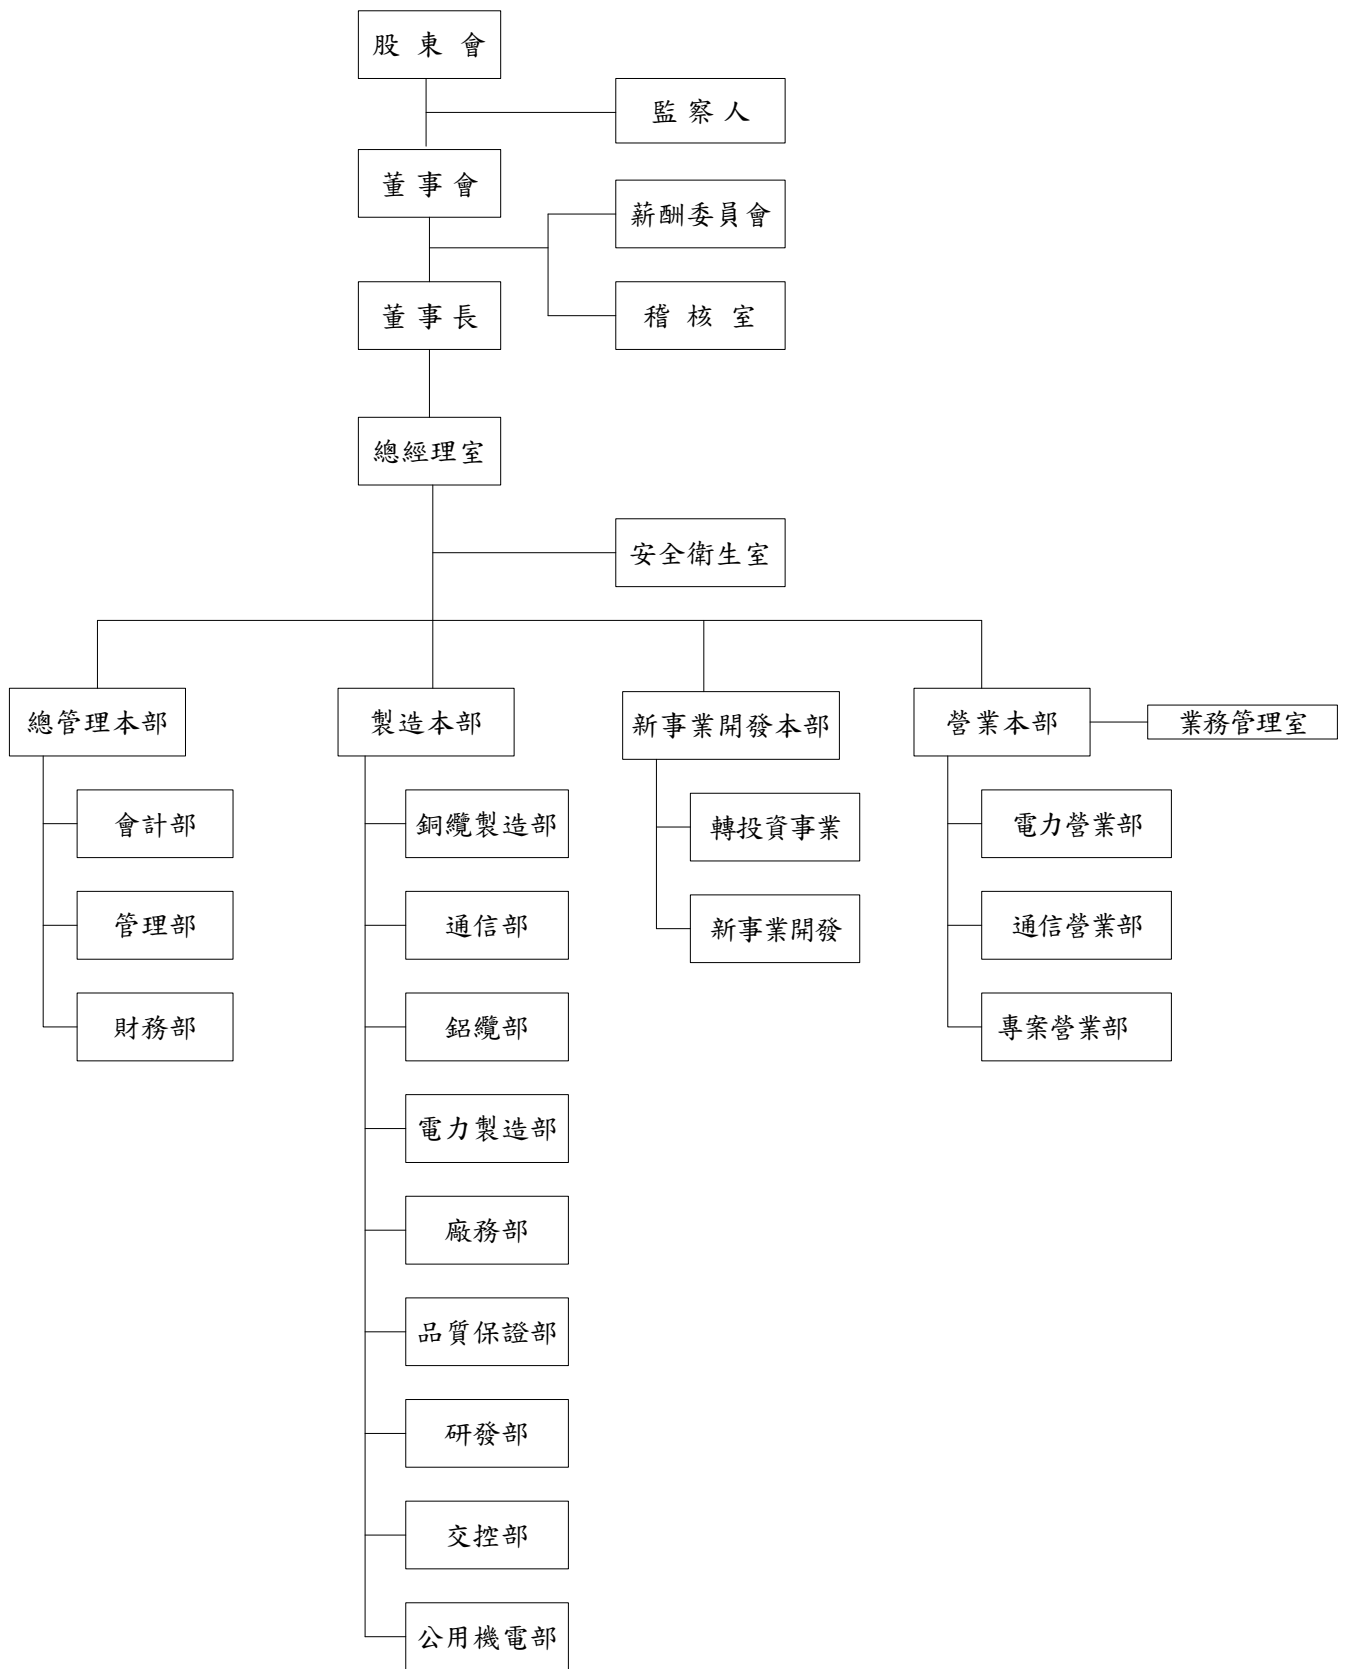 股東會
監察人
董事會
薪酬委員會
董事長
稽核室
總經理室
安全衛生室
總管理本部
製造本部
新事業開發本部
營業本部
業務管理室
會計部
銅纜製造部
轉投資事業
電力營業部
管理部
通信部
新事業開發
通信營業部
財務部
鋁纜部
專案營業部
電力製造部
廠務部
品質保證部
研發部
交控部
公用機電部